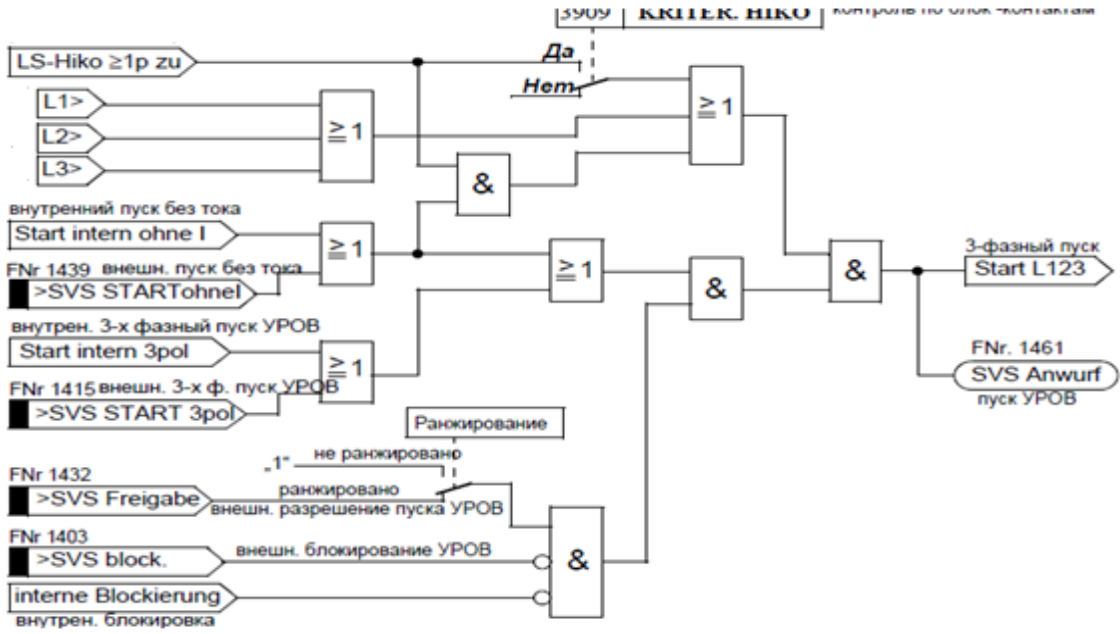 3909 KRITER. HIKO контроль по блок -контактам
LS-Hiko ≥1p zu
Да
Нет
L1>
L2>
L3>
≧ 1
≧ 1
&
внутренний пуск без тока
Start intern ohne I
≧ 1
FNr 1439 внешн. пуск без тока
>SVS STARTohneI
≧ 1
&
&
3-фазный пуск
Start L123
внутрен. 3-х фазный пуск УРОВ
Start intern 3pol
≧ 1
FNr 1415 внешн. 3-х ф. пуск УРОВ
>SVS START 3pol
FNr. 1461
SVS Anwurf
пуск УРОВ
Ранжирование
не ранжировано
„1"
FNr 1432
>SVS Freigabe
ранжировано
внешн. разрешение пуска УРОВ
FNr 1403
>SVS block.
внешн. блокирование УРОВ
&
interne Blockierung
внутрен. блокировка